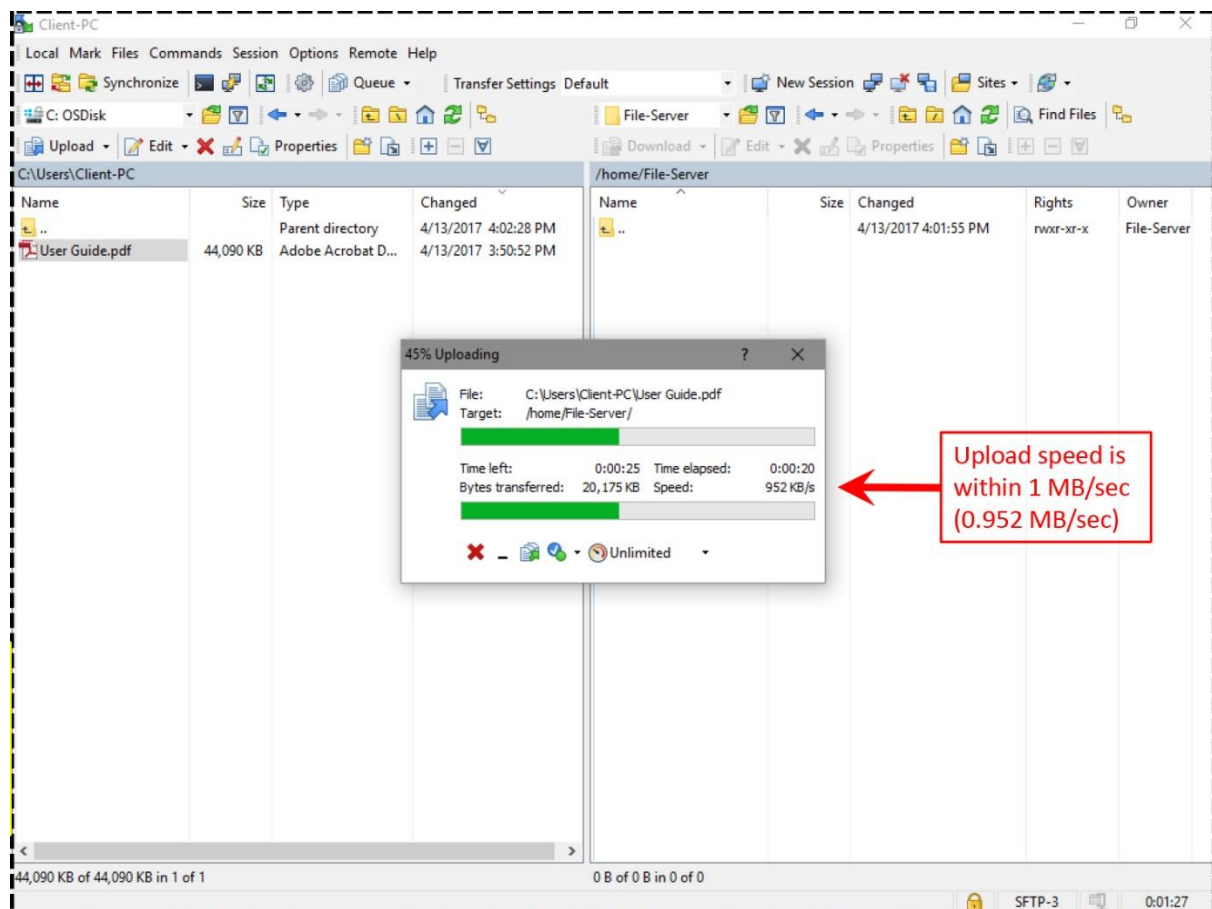 Client-PC
Local Mark Files Commands Session Options Remote Help
Synchronize Queue Transfer Settings Default New Session Sites
C: OSDisk File-Server Find Files
Upload Edit Properties Download Edit Properties
C:\Users\Client-PC /home/File-Server
Name Size Type Changed Name Size Changed Rights Owner
.. Parent directory 4/13/2017 4:02:28 PM .. 4/13/2017 4:01:55 PM rwxr-xr-x File-Server
User Guide.pdf 44,090 KB Adobe Acrobat D... 4/13/2017 3:50:52 PM
45% Uploading ?
File: C:\Users\Client-PC\User Guide.pdf
Target: /home/File-Server/
Time left: 0:00:25 Time elapsed: 0:00:20
Bytes transferred: 20,175 KB Speed: 952 KB/s
Unlimited
Upload speed is
within 1 MB/sec
(0.952 MB/sec)
44,090 KB of 44,090 KB in 1 of 1 0 B of 0 B in 0 of 0
SFTP-3 0:01:27